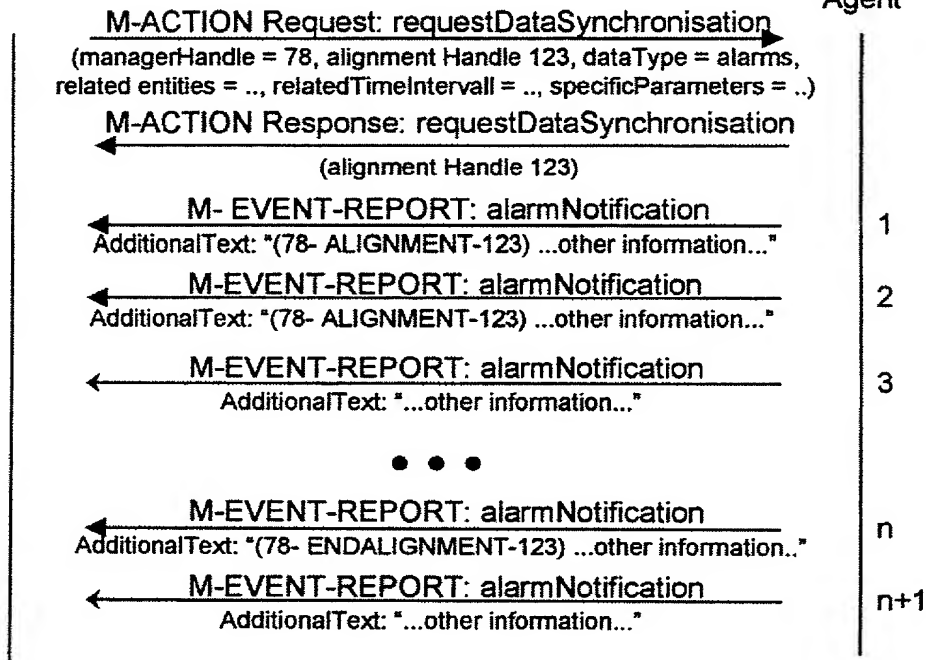 Agent
M-ACTION Request: requestDataSynchronisation
(managerHandle = 78, alignment Handle 123, dataType = alarms,
related entities = .., relatedTimeIntervall = .., specificParameters = ..)
M-ACTION Response: requestDataSynchronisation
(alignment Handle 123)
M- EVENT-REPORT: alarmNotification
1
AdditionalText: "(78- ALIGNMENT-123) ...other information..."
M-EVENT-REPORT: alarmNotification
2
AdditionalText: "(78- ALIGNMENT-123) ...other information..."
M-EVENT-REPORT: alarmNotification
3
AdditionalText: "...other information..."
M-EVENT-REPORT: alarmNotification
n
AdditionalText: "(78- ENDALIGNMENT-123) ...other information.."
M-EVENT-REPORT: alarmNotification
n+1
AdditionalText: "...other information..."